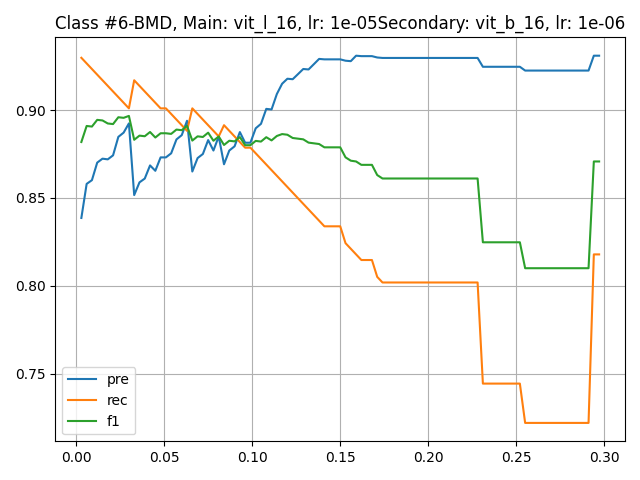 Class #6-BMD, Main: vit_l_16, lr: 1e-05Secondary: vit_b_16, lr: 1e-06
0.90
0.85
0.80
0.75
pre
rec
f1
0.00 0.05 0.10 0.15 0.20 0.25 0.30